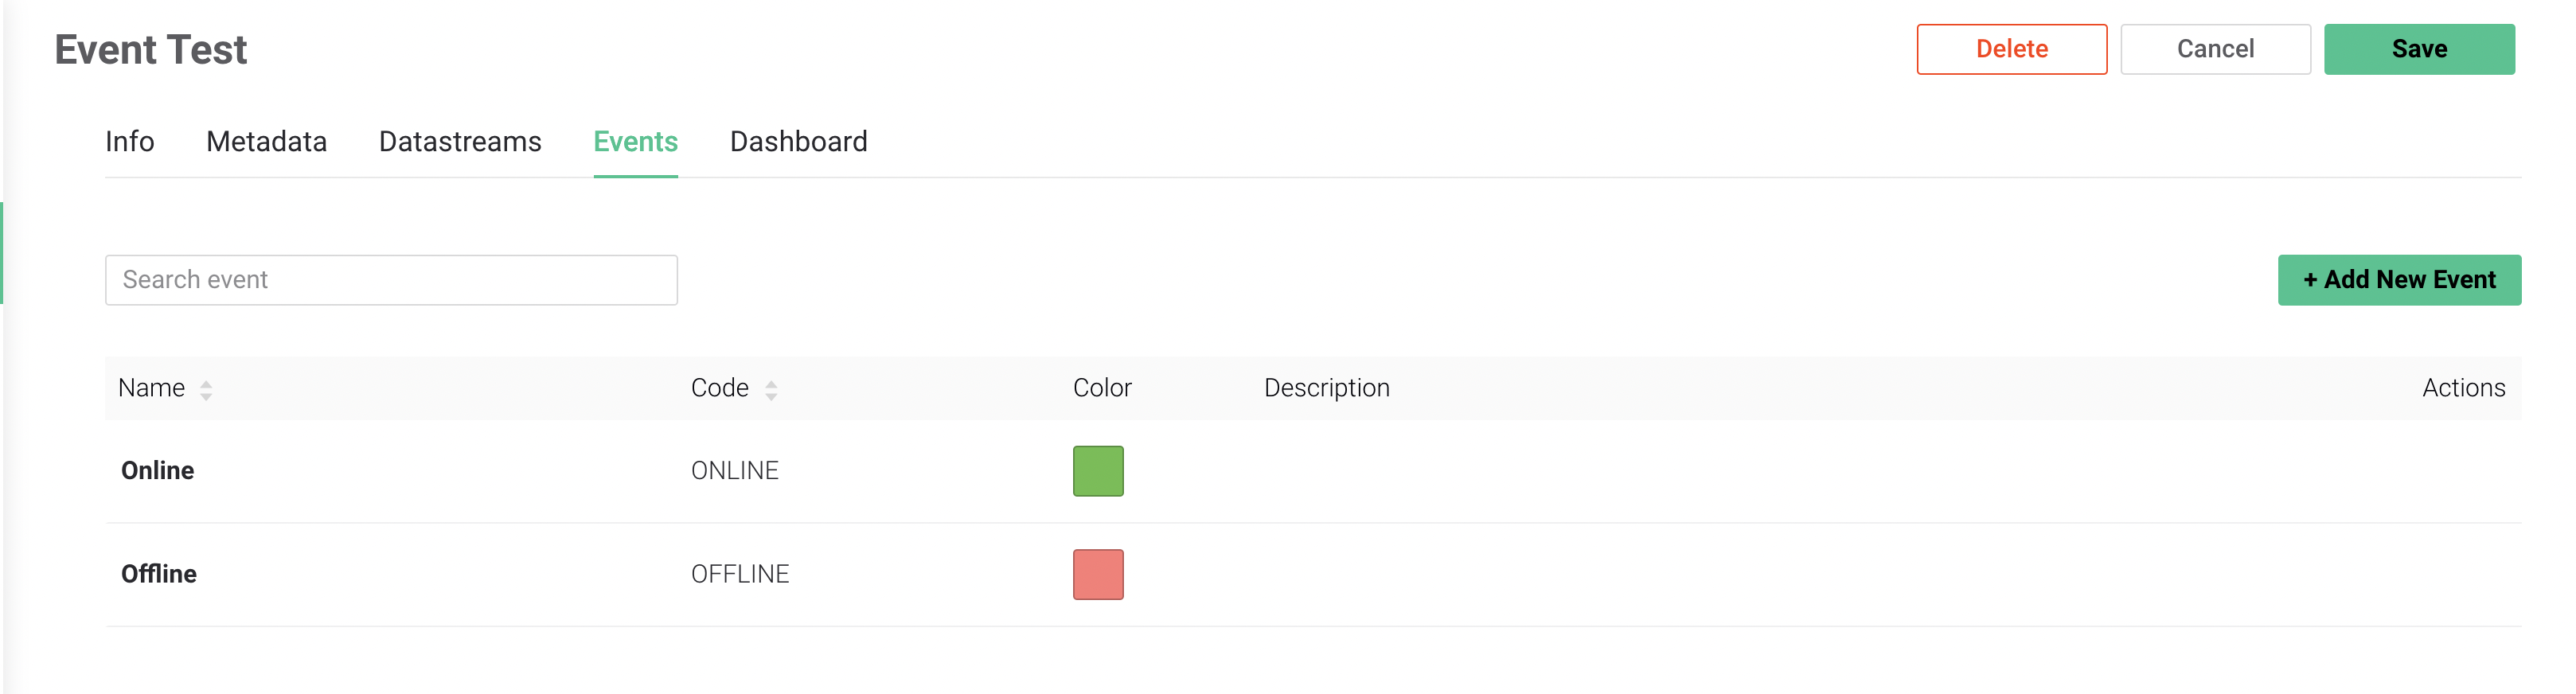 Event Test
Delete
Cancel
Save
Info
Metadata
Datastreams
Events
Dashboard
Search event
+ Add New Event
Name
Code
Color
Description
Actions
Online
ONLINE
Offline
OFFLINE